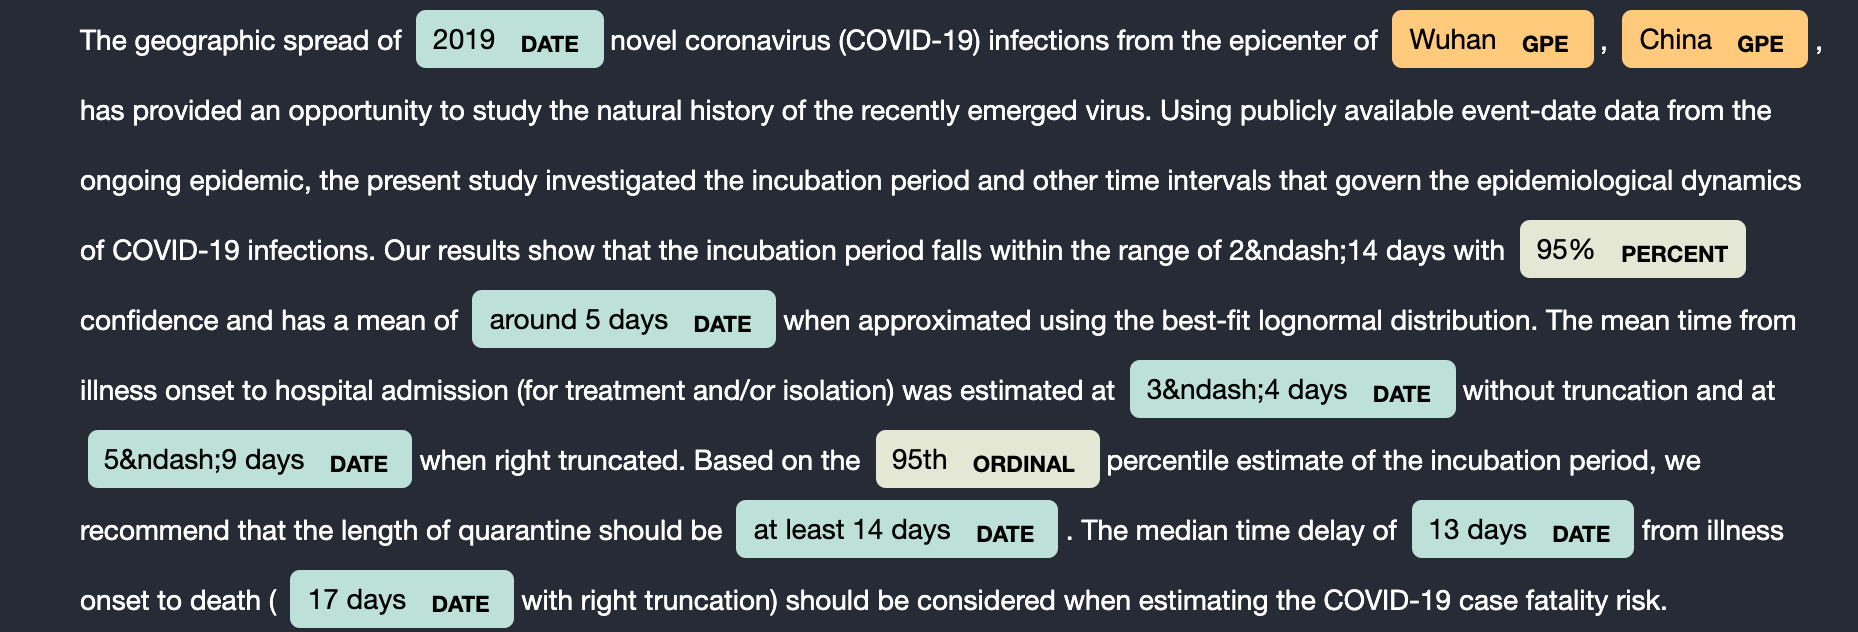 The geographic spread of 2019 DATE novel coronavirus (COVID-19) infections from the epicenter of Wuhan GPE , China GPE ,
has provided an opportunity to study the natural history of the recently emerged virus. Using publicly available event-date data from the
ongoing epidemic, the present study investigated the incubation period and other time intervals that govern the epidemiological dynamics
of COVID-19 infections. Our results show that the incubation period falls within the range of 2&ndash;14 days with 95% PERCENT
confidence and has a mean of around 5 days DATE when approximated using the best-fit lognormal distribution. The mean time from
illness onset to hospital admission (for treatment and/or isolation) was estimated at 3&ndash;4 days DATE without truncation and at
5&ndash;9 days DATE when right truncated. Based on the 95th ORDINAL percentile estimate of the incubation period, we
recommend that the length of quarantine should be at least 14 days DATE . The median time delay of 13 days DATE from illness
onset to death ( 17 days DATE with right truncation) should be considered when estimating the COVID-19 case fatality risk.